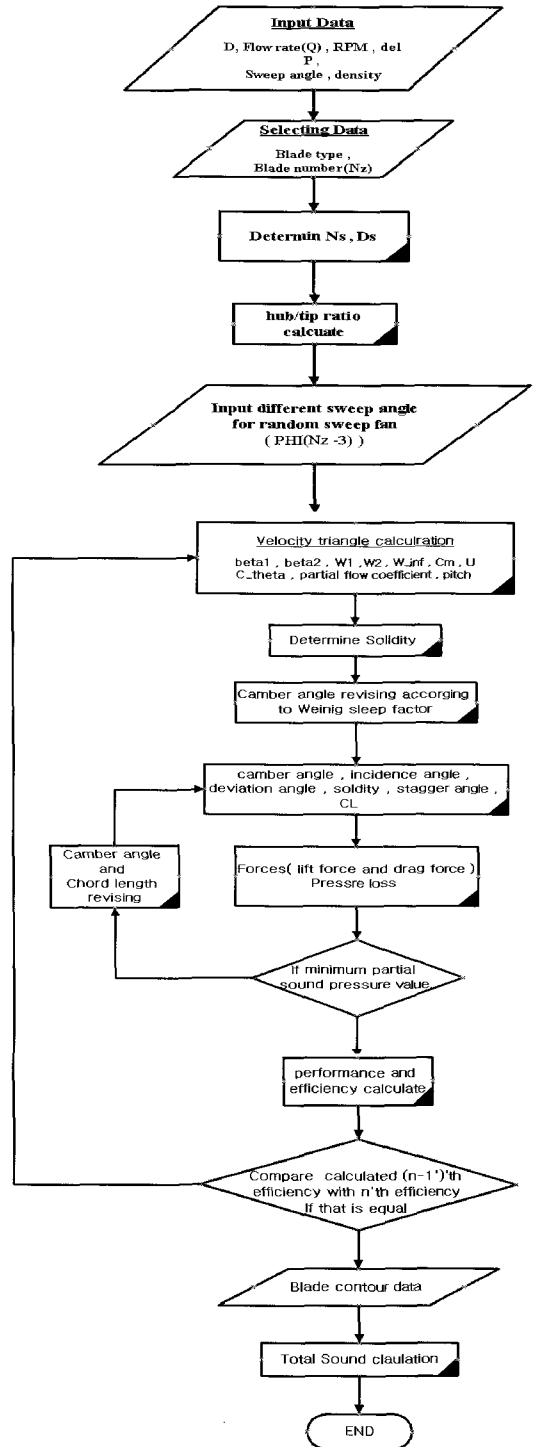 Input Data
D, Flow rate(Q) , RPM , del
P ,
Sweep angle , density
Selecting Data
Blade type ,
Blade number(Nz)
Determin Ns , Ds
hub/tip ratio
calcuate
Input different sweep angle
for random sweep fan
( PHI(Nz -3) )
Velocity triangle calculration
beta1 , beta2 , W1 , W2 , W_inf , Cm , U
C_theta , partial flow coefficient , pitch
Determine Solidity
Camber angle revising accorging
to Weinig sleep factor
camber angle , incidence angle ,
deviation angle , soldity , stagger angle ,
CL
Camber angle
and
Chord length
revising
Forces( lift force and drag force )
Pressre loss
If minimum partial
sound pressure value
performance and
efficiency calculate
Compare calculated (n-1')'th
efficiency with n'th efficiency
If that is equal
Blade contour data
Total Sound claulation
END